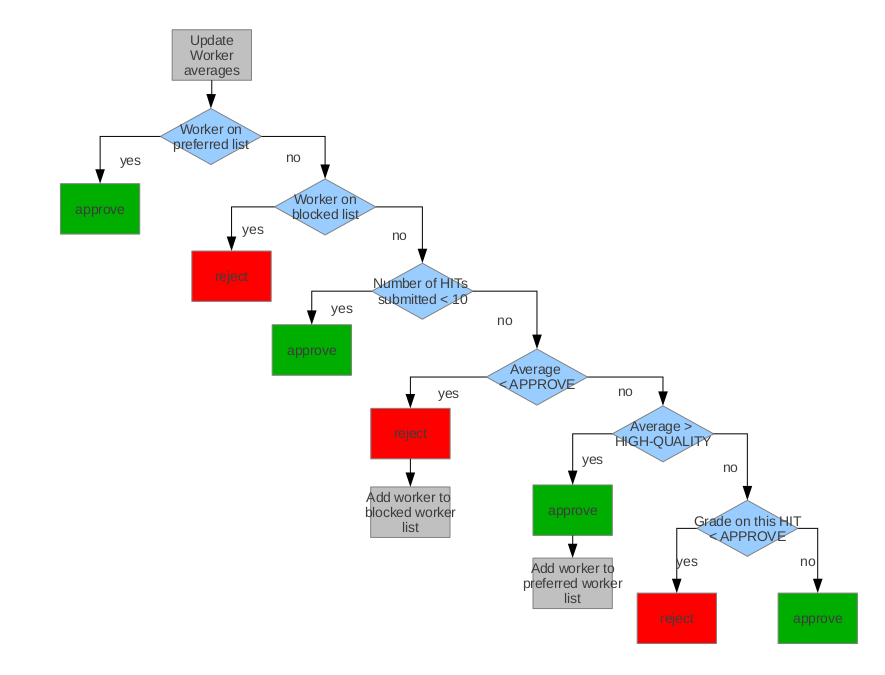 Update
Worker
averages
Worker on
preferred list
yes
no
approve
Worker on
blocked list
yes
no
reject
Number of HITs
submitted < 10
yes
no
approve
Average
< APPROVE
yes
no
reject
Average >
HIGH-QUALITY
yes
no
Add worker to
blocked worker
list
approve
Grade on this HIT
< APPROVE
yes
no
Add worker to
preferred worker
list
reject
approve